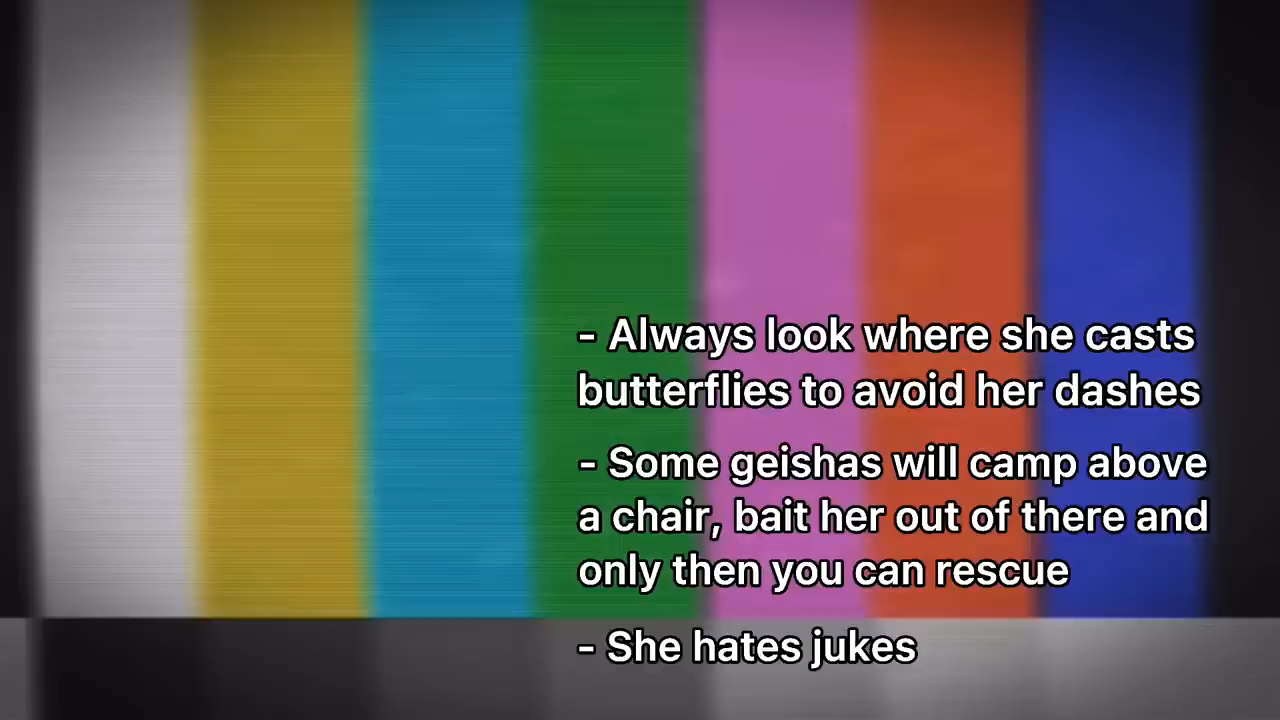 - Always look where she casts
butterflies to avoid her dashes
- Some geishas will camp above
a chair, bait her out of there and
only then you can rescue
- She hates jukes